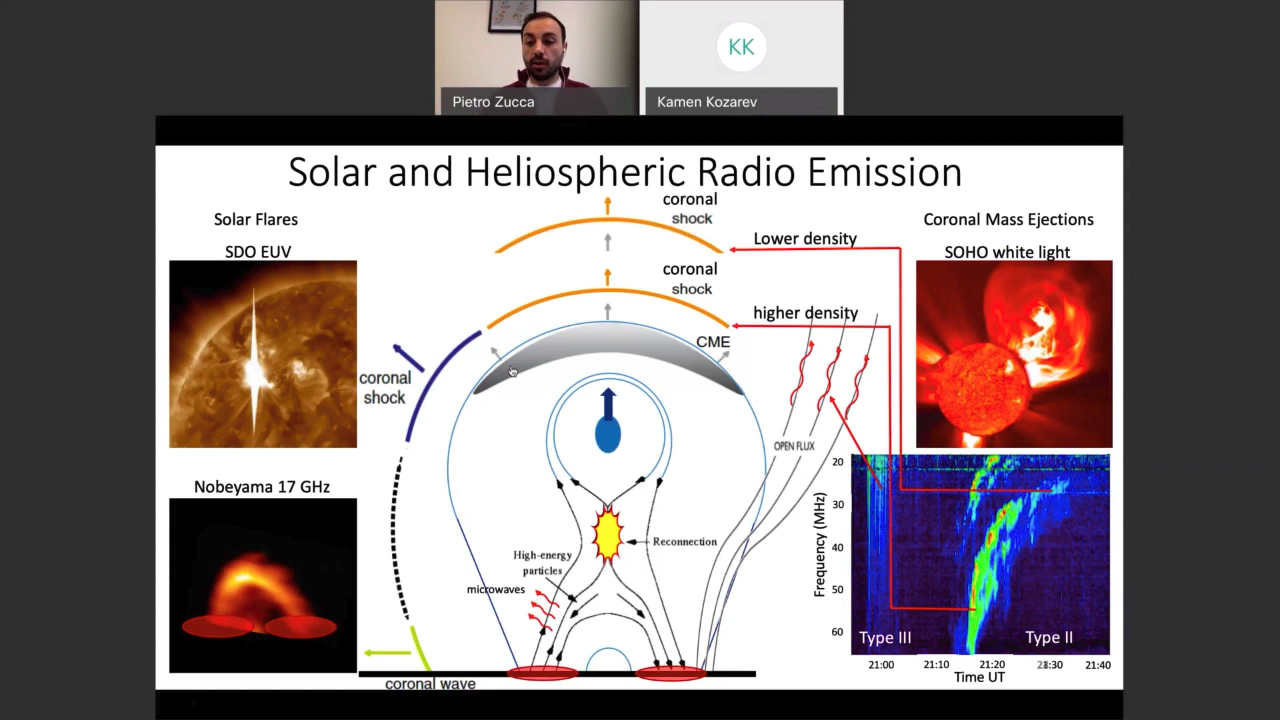 KK
Pietro Zucca
Kamen Kozarev
Solar and Heliospheric Radio Emission
Solar Flares
SDO EUV
Nobeyama 17 GHz
coronal
shock
coronal
shock
coronal
shock
coronal wave
Lower density
higher density
CME
OPEN FLUX
Reconnection
High-energy
particles
microwaves
Coronal Mass Ejections
SOHO white light
Frequency (MHz)
20
30
40
50
60
Type III
Type II
21:00
21:10
21:20
21:30
21:40
Time UT